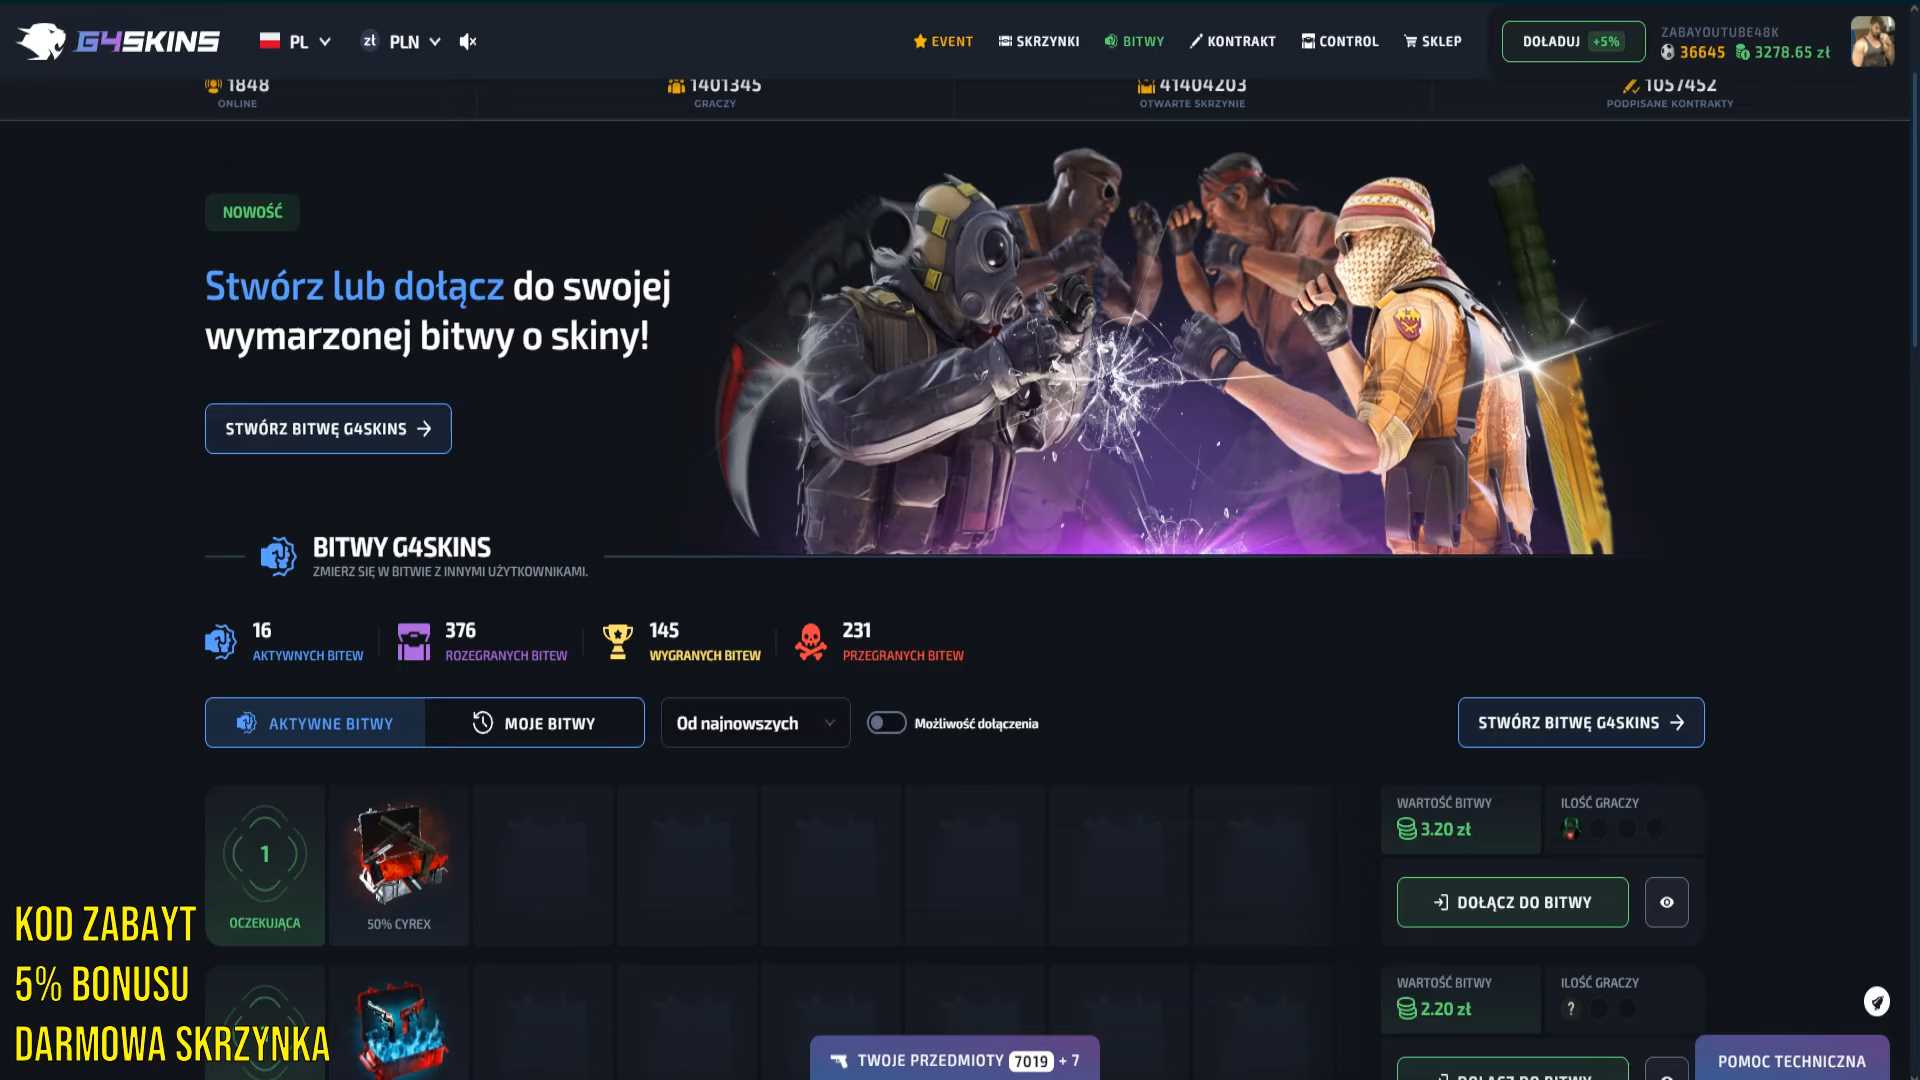 G4SKINS
PL
zł PLN
EVENT
SKRZYNKI
BITWY
KONTRAKT
CONTROL
SKLEP
DOŁADUJ +5%
ZABAYOUTUBE48K
36645 3278.65 zł
1848
ONLINE
1401345
GRACZY
41404203
OTWARTE SKRZYNIE
1057452
PODPISANE KONTRAKTY
NOWOŚĆ
Stwórz lub dołącz do swojej
wymarzonej bitwy o skiny!
STWÓRZ BITWĘ G4SKINS
BITWY G4SKINS
ZMIERZ SIĘ W BITWIE Z INNYMI UŻYTKOWNIKAMI.
16
AKTYWNYCH BITEW
376
ROZEGRANYCH BITEW
145
WYGRANYCH BITEW
231
PRZEGRANYCH BITEW
AKTYWNE BITWY
MOJE BITWY
Od najnowszych
Możliwość dołączenia
STWÓRZ BITWĘ G4SKINS
1
OCZEKUJĄCA
50% CYREX
WARTOŚĆ BITWY
3.20 zł
ILOŚĆ GRACZY
DOŁĄCZ DO BITWY
WARTOŚĆ BITWY
2.20 zł
ILOŚĆ GRACZY
?
DOŁĄCZ DO BITWY
KOD ZABAYT
5% BONUSU
DARMOWA SKRZYNKA
TWOJE PRZEDMIOTY 7019 + 7
POMOC TECHNICZNA